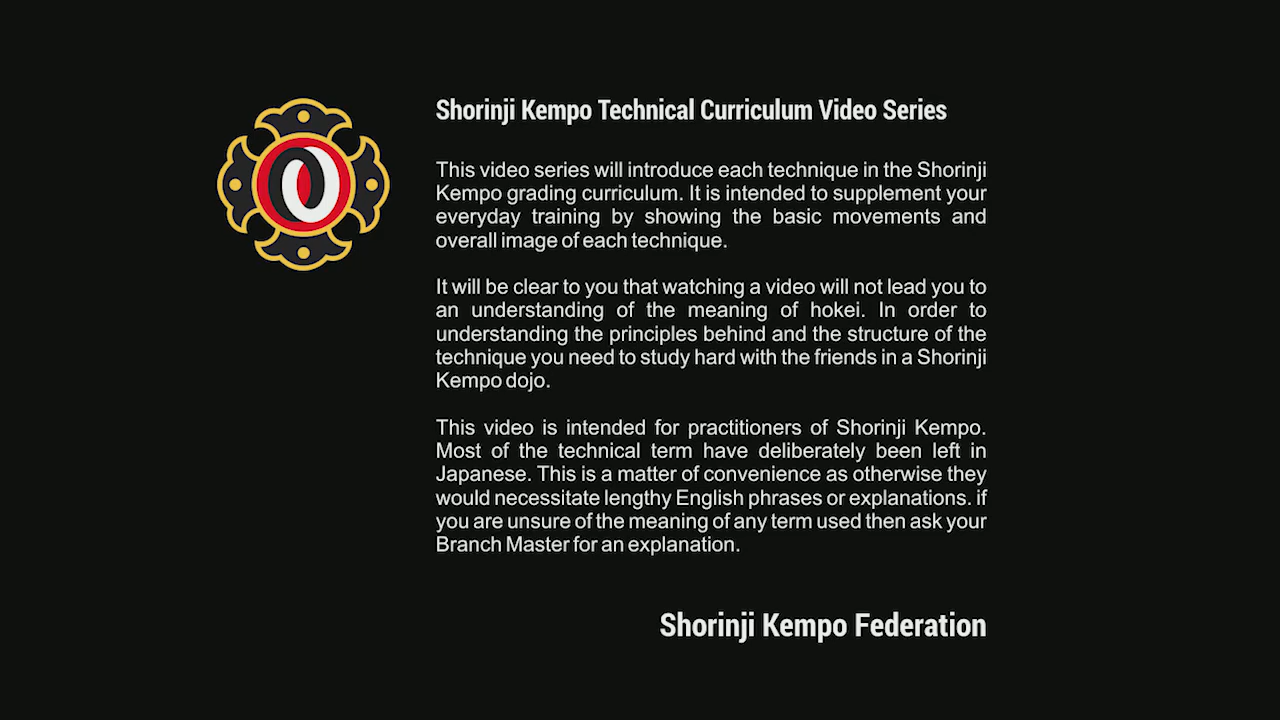 Shorinji Kempo Technical Curriculum Video Series
This video series will introduce each technique in the Shorinji
Kempo grading curriculum. It is intended to supplement your
everyday training by showing the basic movements and
overall image of each technique.
It will be clear to you that watching a video will not lead you to
an understanding of the meaning of hokei. In order to
understanding the principles behind and the structure of the
technique you need to study hard with the friends in a Shorinji
Kempo dojo.
This video is intended for practitioners of Shorinji Kempo.
Most of the technical term have deliberately been left in
Japanese. This is a matter of convenience as otherwise they
would necessitate lengthy English phrases or explanations. if
you are unsure of the meaning of any term used then ask your
Branch Master for an explanation.
Shorinji Kempo Federation